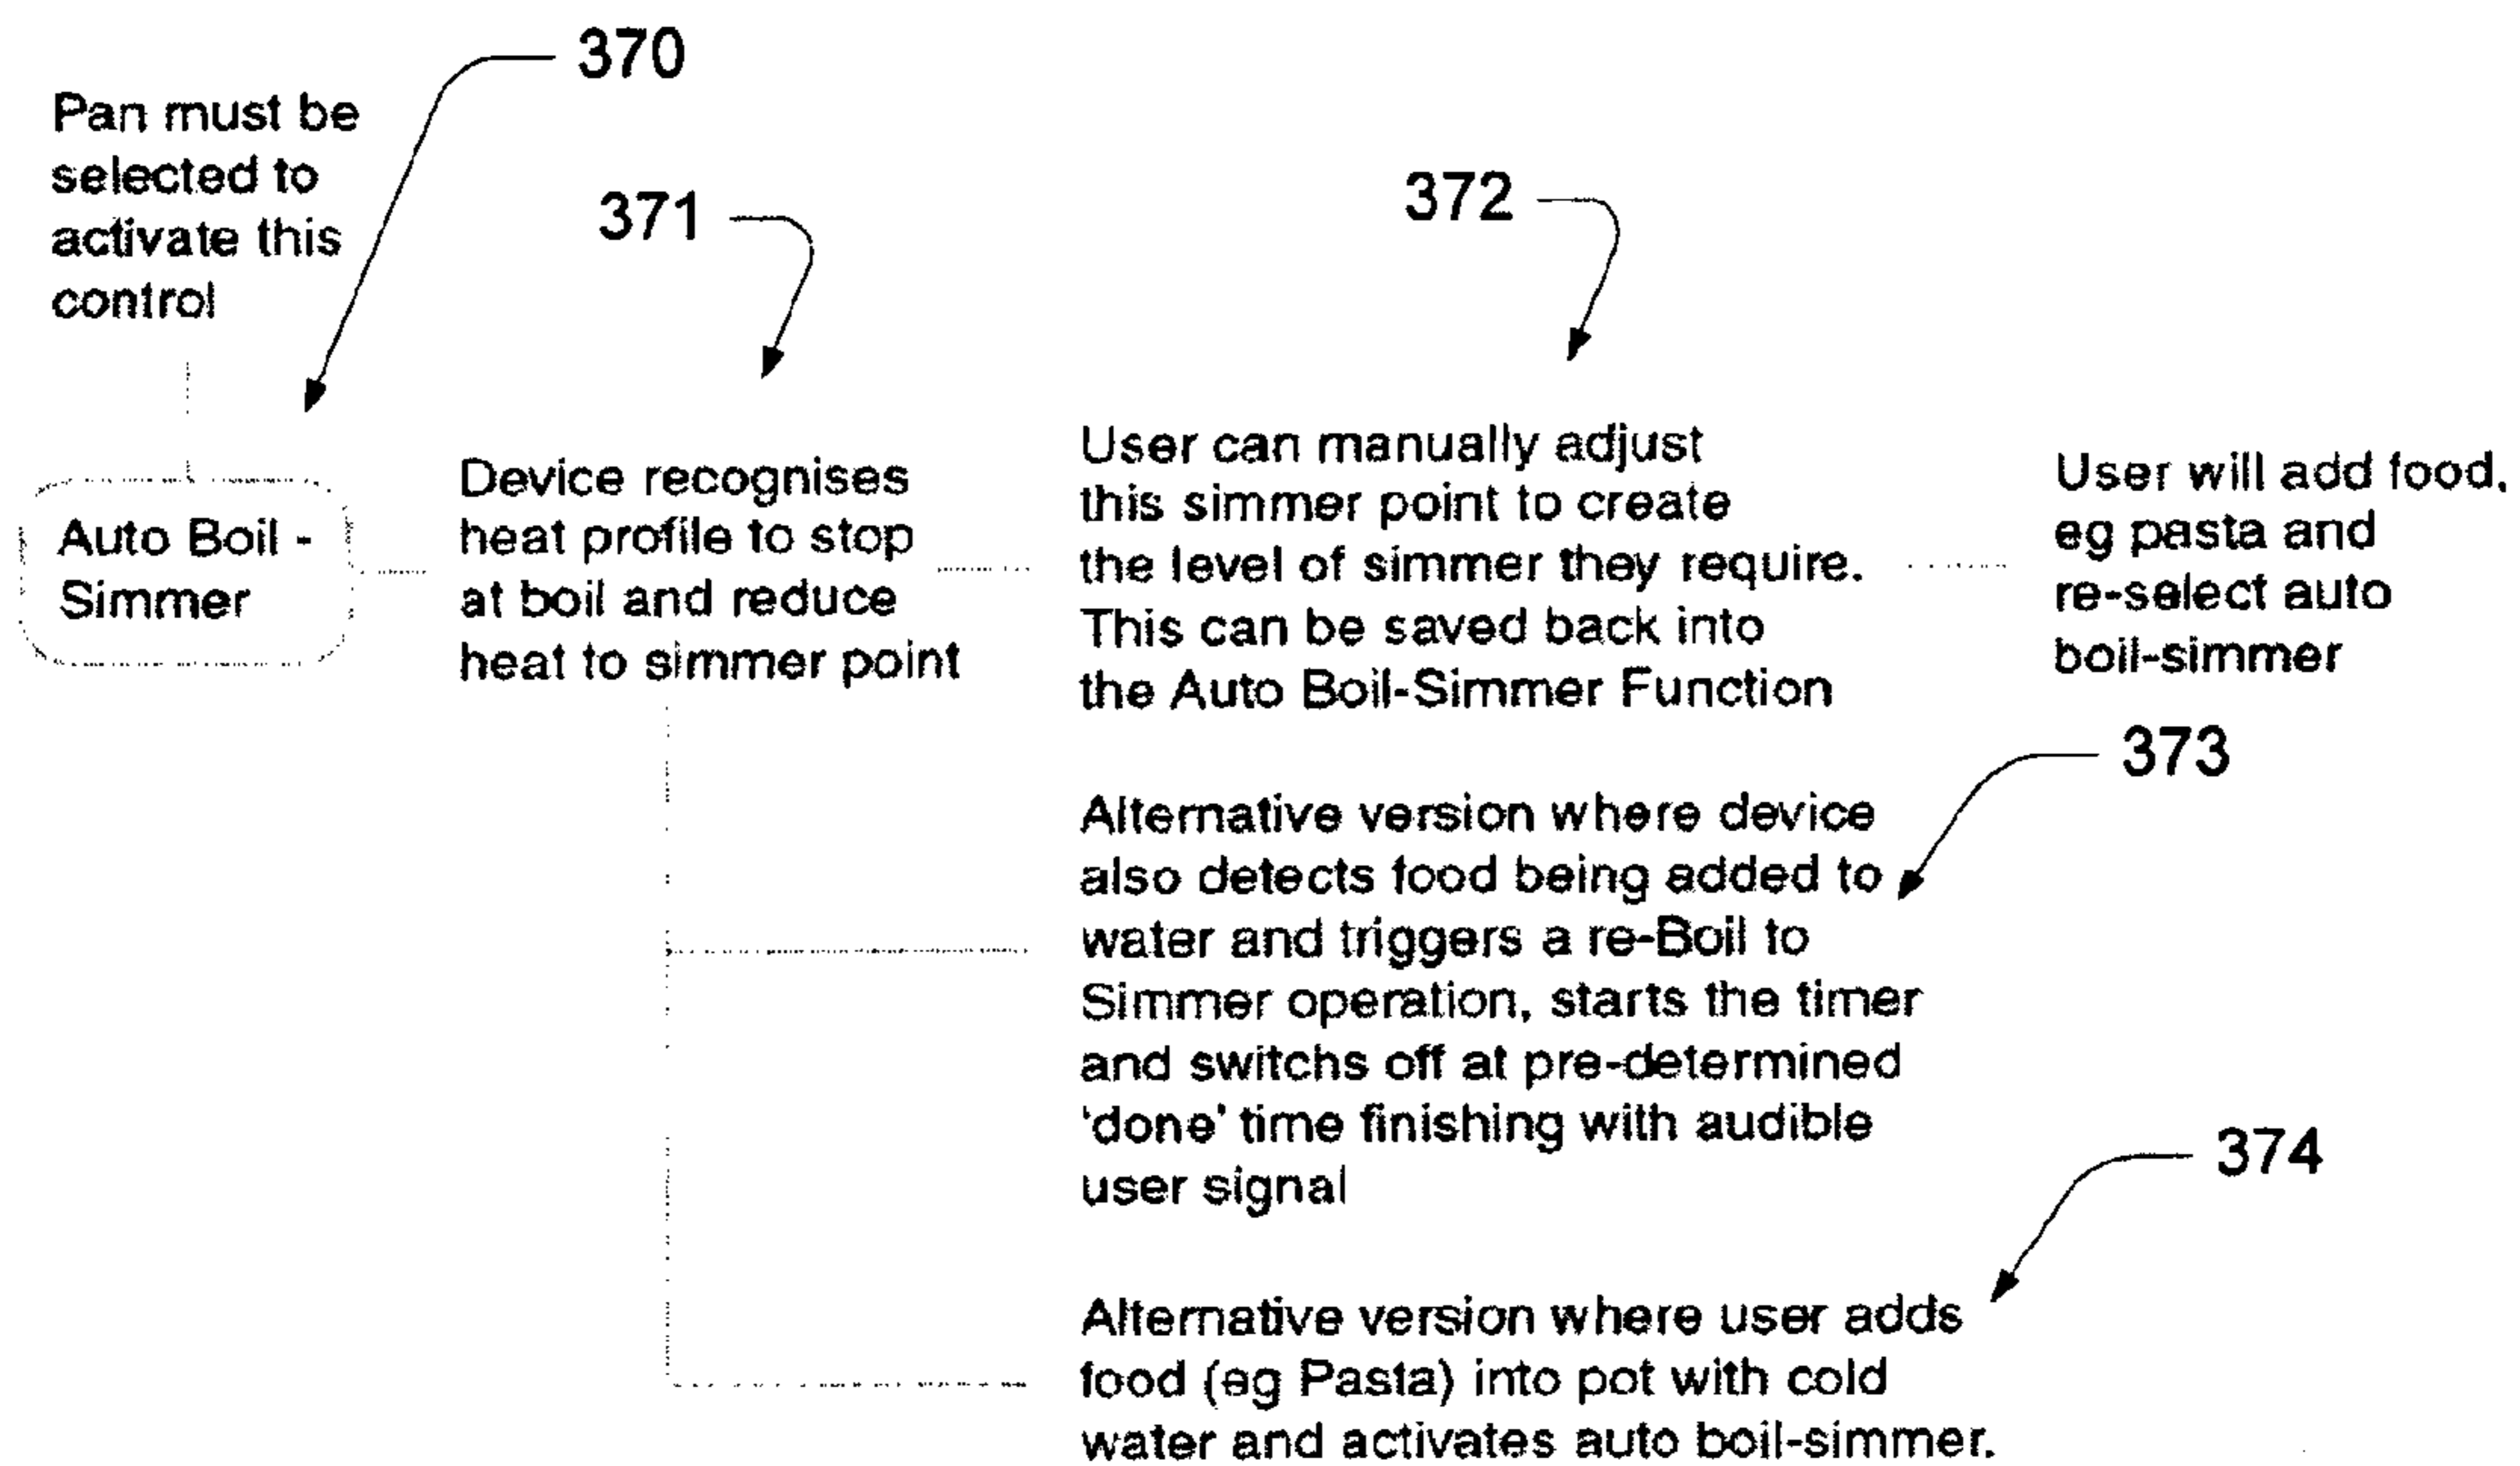 370
Pan must be
selected to
activate this
control
371
372
Auto Boil -
Simmer
Device recognises
heat profile to stop
at boil and reduce
heat to simmer point
User can manually adjust
this simmer point to create
the level of simmer they require.
This can be saved back into
the Auto Boil-Simmer Function
User will add food,
eg pasta and
re-select auto
boil-simmer
373
Alternative version where device
also detects food being added to
water and triggers a re-Boil to
Simmer operation, starts the timer
and switchs off at pre-determined
'done' time finishing with audible
user signal
374
Alternative version where user adds
food (eg Pasta) into pot with cold
water and activates auto boil-simmer.